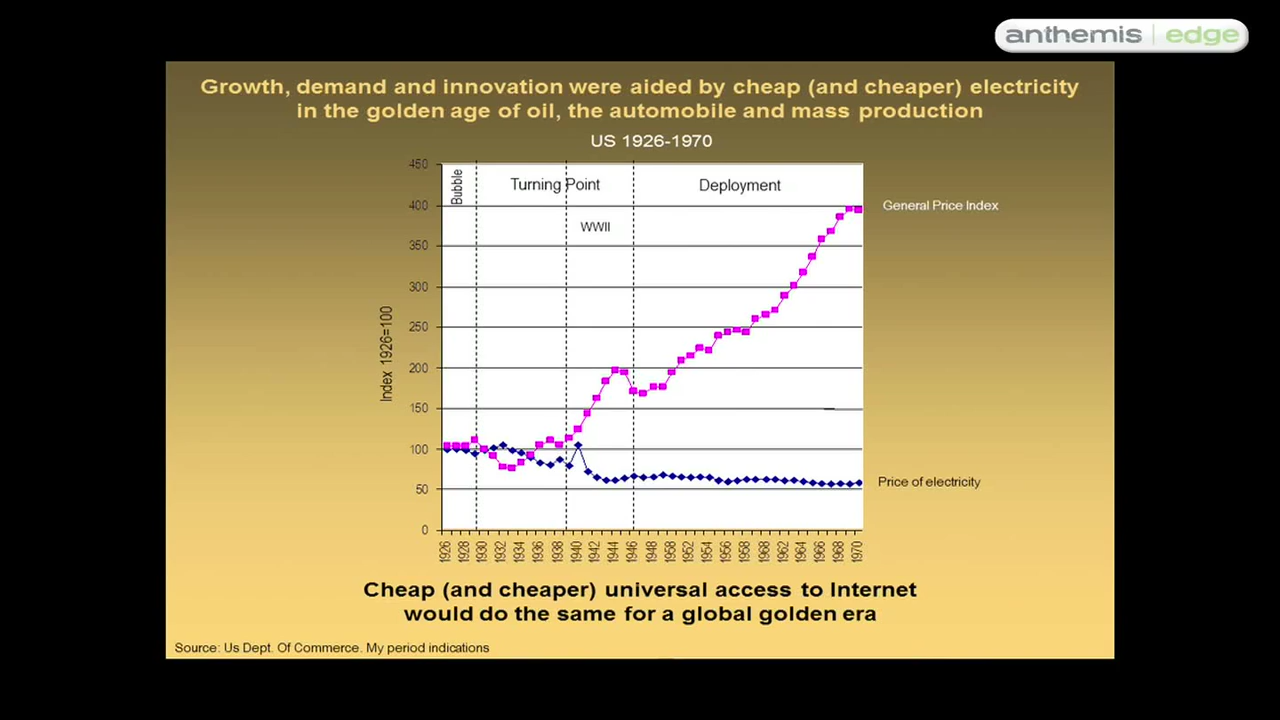 anthemis | edge
Growth, demand and innovation were aided by cheap (and cheaper) electricity
in the golden age of oil, the automobile and mass production
US 1926-1970
450
400
350
300
250
200
150
100
50
0
Index 1926=100
Bubble
Turning Point
Deployment
WWII
General Price Index
Price of electricity
1926
1928
1930
1932
1934
1936
1938
1940
1942
1944
1946
1948
1958
1952
1954
1956
1958
1968
1962
1964
1966
1968
1970
Cheap (and cheaper) universal access to Internet
would do the same for a global golden era
Source: Us Dept. Of Commerce. My period indications